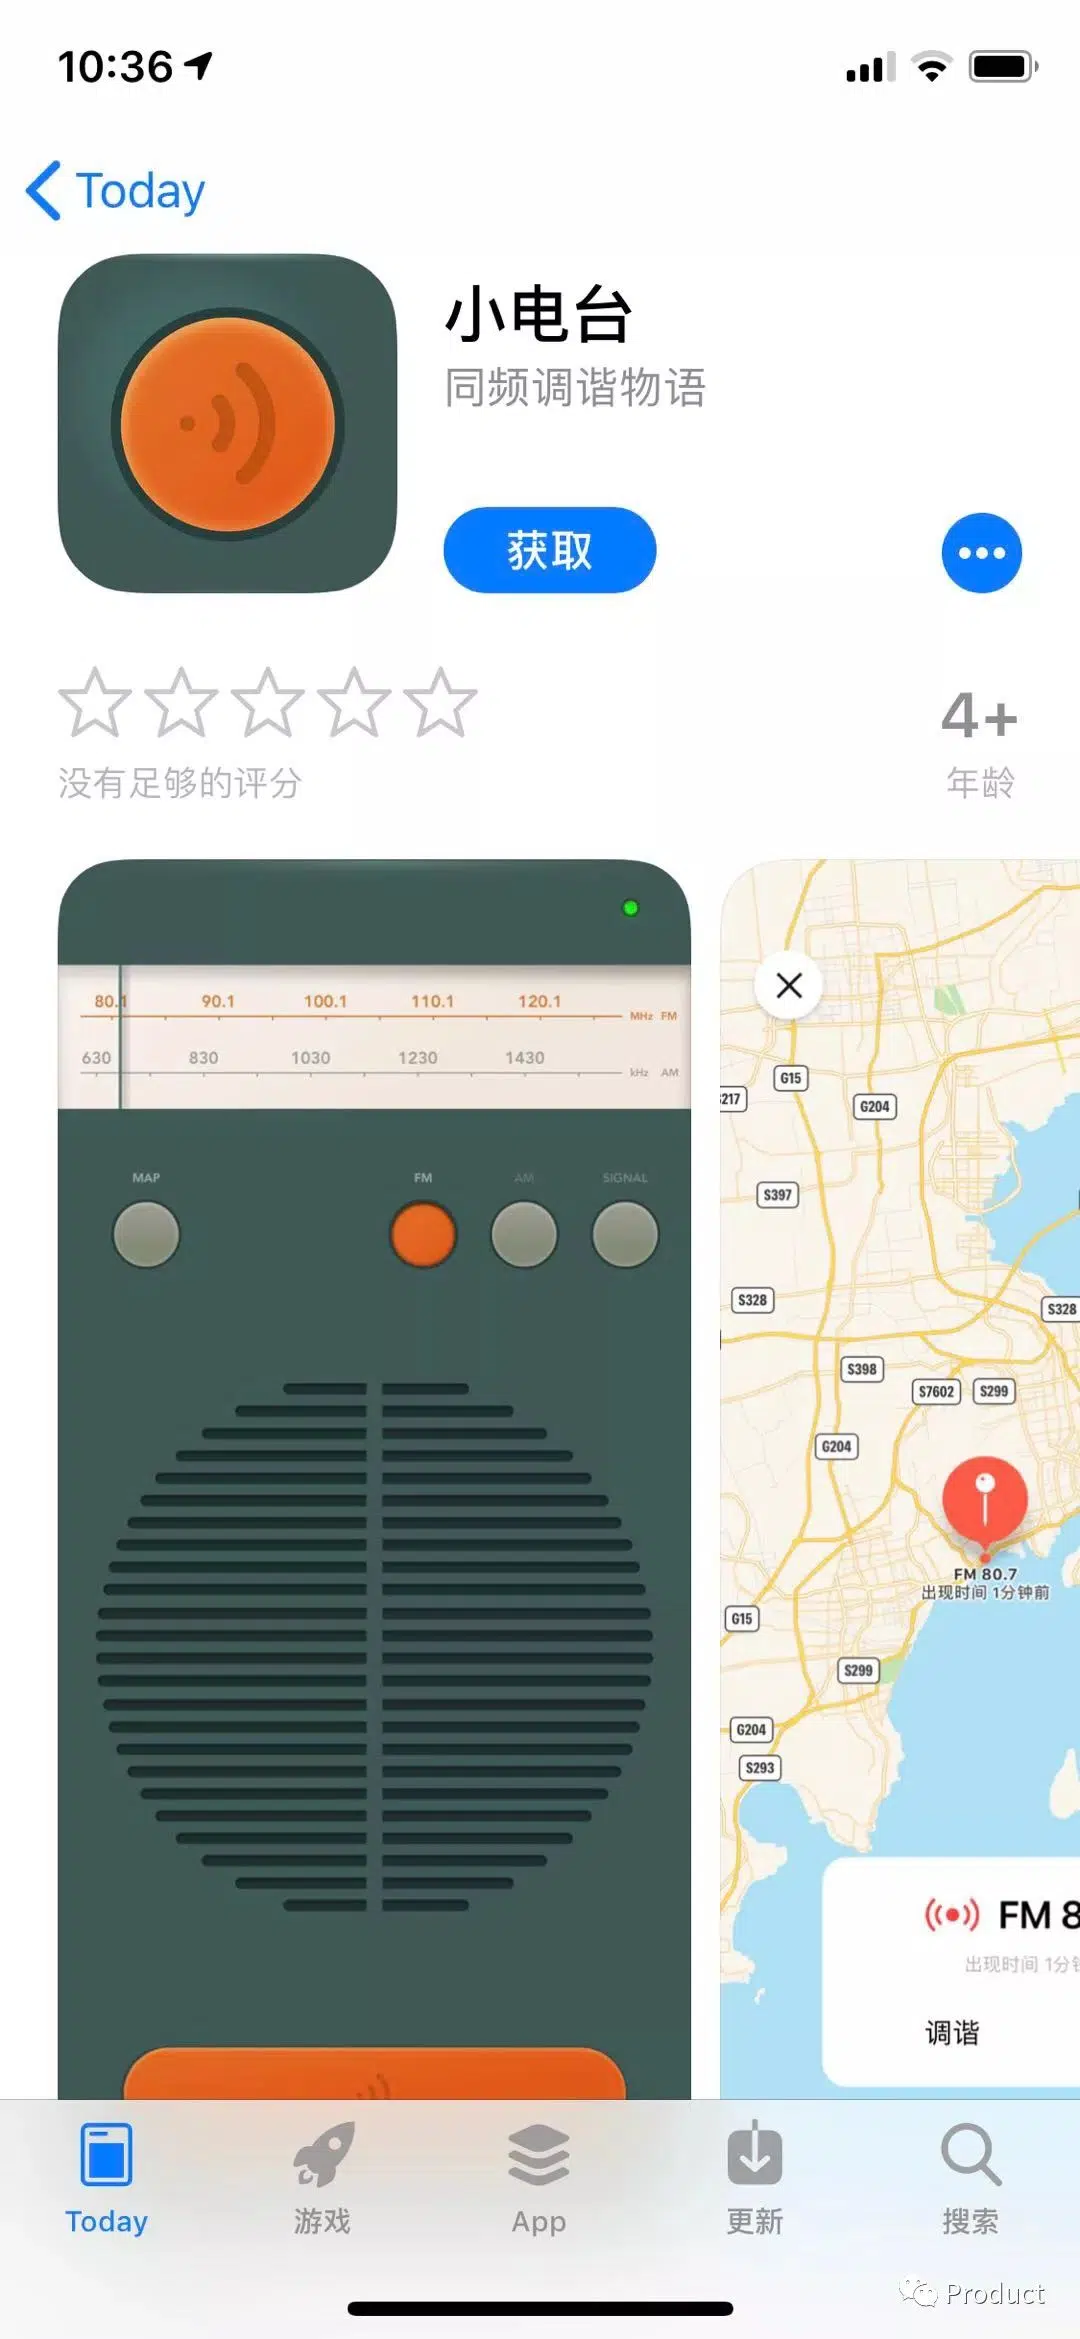 10:36
Today
小电台
同频调谐物语
获取
没有足够的评分
4+
年龄
80.1 90.1 100.1 110.1 120.1
MHz FM
630 830 1030 1230 1430
kHz AM
MAP FM AM SIGNAL
G15
217
G204
S397
S328
S328
S398
S7602
S299
G204
FM 80.7
出现时间 1分钟前
G15
S299
G204
S293
FM 8
出现时间 1分钟
调谐
Today 游戏 App 更新 搜索
Product